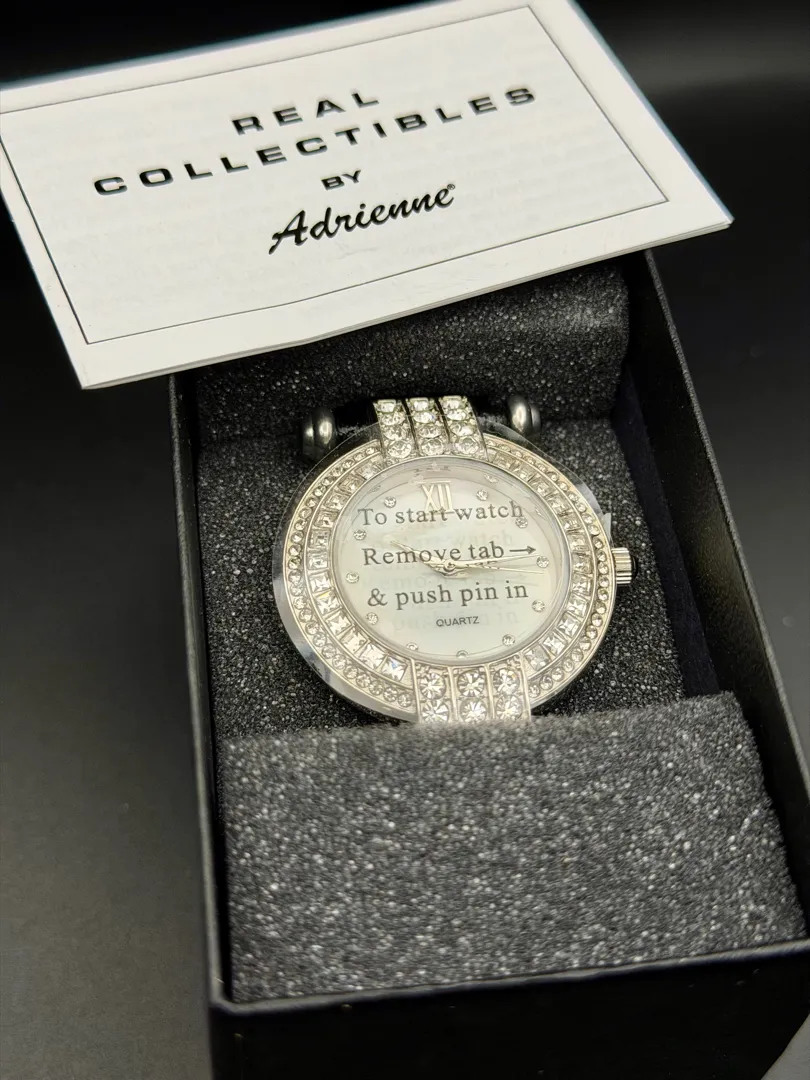 REAL
COLLECTIBLES
BY
Adrienne®
XII
To start watch
Remove tab →
& push pin in
QUARTZ